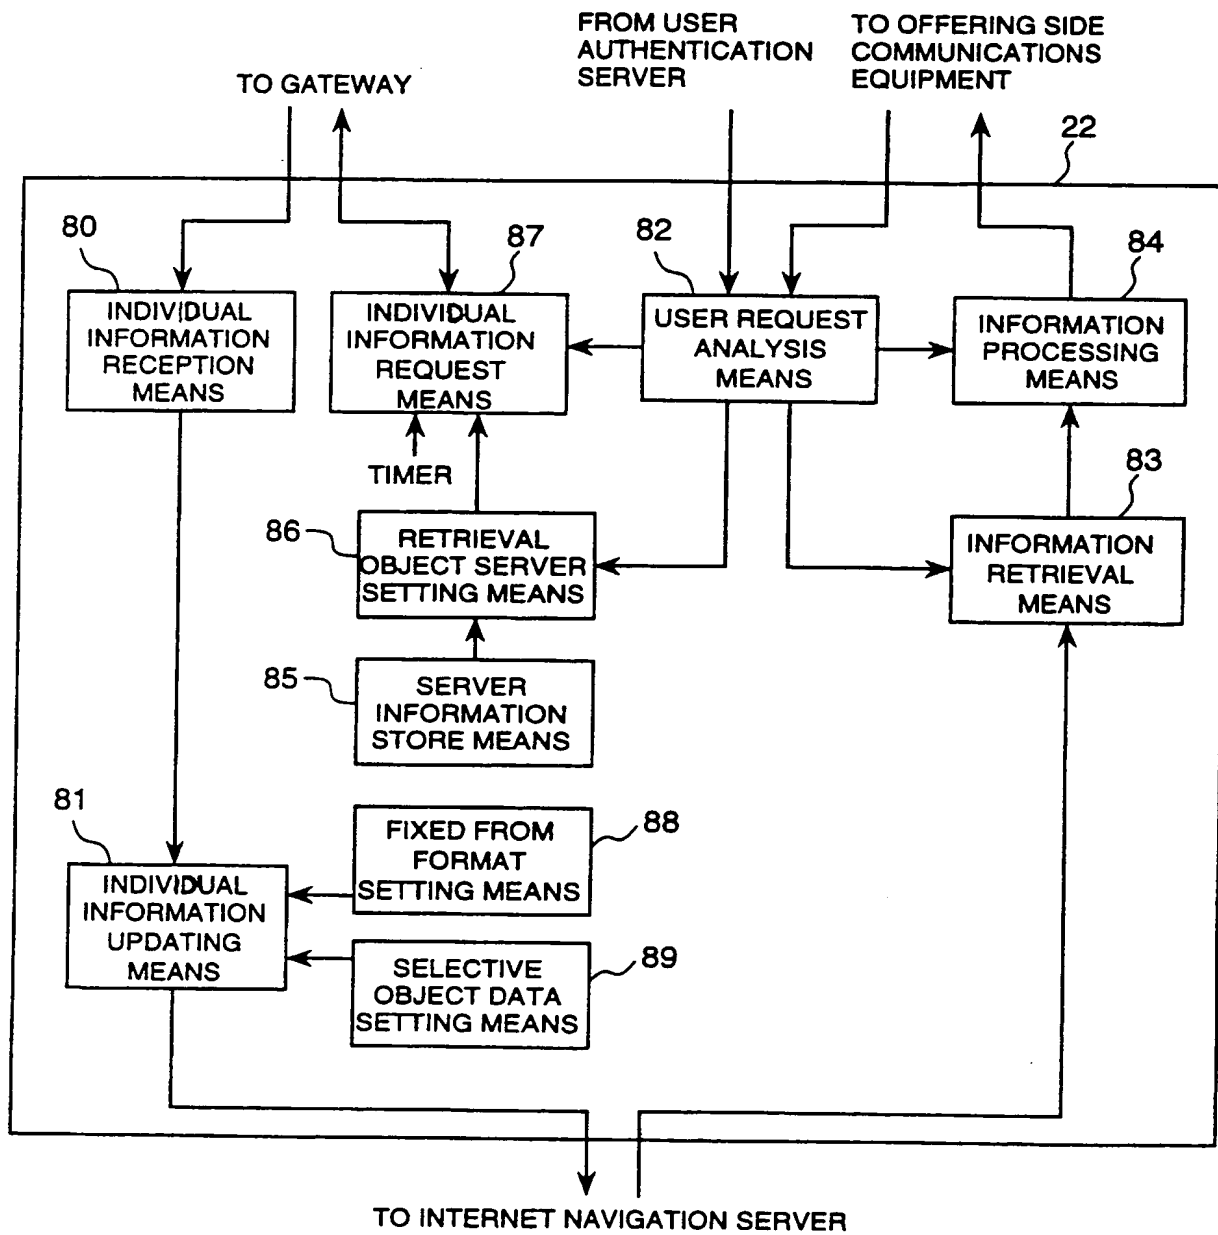 FROM USER
AUTHENTICATION
SERVER
TO OFFERING SIDE
COMMUNICATIONS
EQUIPMENT
TO GATEWAY
22
80
INDIVIDUAL
INFORMATION
RECEPTION
MEANS
87
INDIVIDUAL
INFORMATION
REQUEST
MEANS
82
USER REQUEST
ANALYSIS
MEANS
84
INFORMATION
PROCESSING
MEANS
TIMER
86
RETRIEVAL
OBJECT SERVER
SETTING MEANS
83
INFORMATION
RETRIEVAL
MEANS
85
SERVER
INFORMATION
STORE MEANS
81
INDIVIDUAL
INFORMATION
UPDATING
MEANS
88
FIXED FROM
FORMAT
SETTING MEANS
89
SELECTIVE
OBJECT DATA
SETTING MEANS
TO INTERNET NAVIGATION SERVER